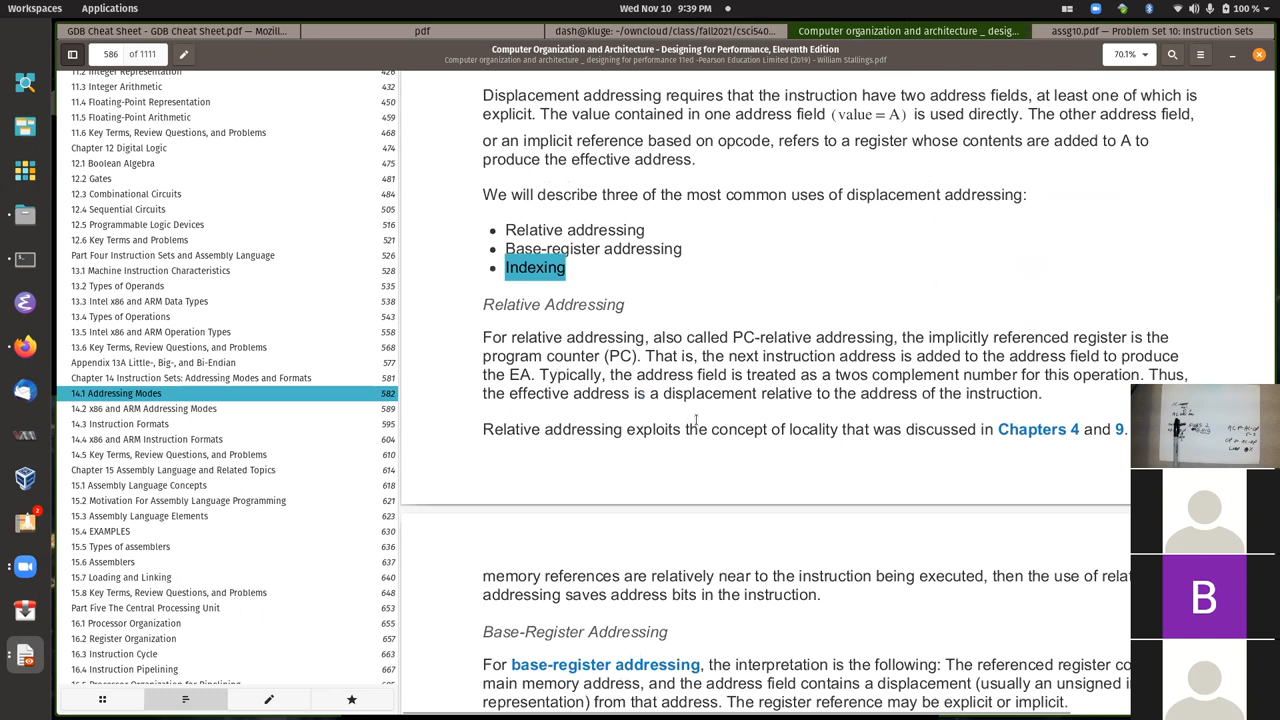 Workspaces Applications Wed Nov 10 9:39 PM 100 %
GDB Cheat Sheet - GDB Cheat Sheet.pdf — Mozill...
pdf
dash@kluge: ~/owncloud/class/fall2021/csci540...
Computer organization and architecture _ desig...
assg10.pdf — Problem Set 10: Instruction Sets
586 of 1111
Computer Organization and Architecture - Designing for Performance, Eleventh Edition
Computer organization and architecture _ designing for performance 11ed -Pearson Education Limited (2019) - William Stallings.pdf
70.1%
11.2 Integer Representation 426
11.3 Integer Arithmetic 432
11.4 Floating-Point Representation 450
11.5 Floating-Point Arithmetic 459
11.6 Key Terms, Review Questions, and Problems 468
Chapter 12 Digital Logic 474
12.1 Boolean Algebra 475
12.2 Gates 481
12.3 Combinational Circuits 484
12.4 Sequential Circuits 505
12.5 Programmable Logic Devices 516
12.6 Key Terms and Problems 521
Part Four Instruction Sets and Assembly Language 526
13.1 Machine Instruction Characteristics 528
13.2 Types of Operands 535
13.3 Intel x86 and ARM Data Types 538
13.4 Types of Operations 543
13.5 Intel x86 and ARM Operation Types 558
13.6 Key Terms, Review Questions, and Problems 568
Appendix 13A Little-, Big-, and Bi-Endian 577
Chapter 14 Instruction Sets: Addressing Modes and Formats 581
14.1 Addressing Modes 582
14.2 x86 and ARM Addressing Modes 589
14.3 Instruction Formats 595
14.4 x86 and ARM Instruction Formats 604
14.5 Key Terms, Review Questions, and Problems 610
Chapter 15 Assembly Language and Related Topics 614
15.1 Assembly Language Concepts 618
15.2 Motivation For Assembly Language Programming 621
15.3 Assembly Language Elements 623
15.4 EXAMPLES 630
15.5 Types of assemblers 636
15.6 Assemblers 637
15.7 Loading and Linking 640
15.8 Key Terms, Review Questions, and Problems 648
Part Five The Central Processing Unit 653
16.1 Processor Organization 655
16.2 Register Organization 657
16.3 Instruction Cycle 663
16.4 Instruction Pipelining 667
Displacement addressing requires that the instruction have two address fields, at least one of which is
explicit. The value contained in one address field (value = A) is used directly. The other address field,
or an implicit reference based on opcode, refers to a register whose contents are added to A to
produce the effective address.
We will describe three of the most common uses of displacement addressing:
• Relative addressing
• Base-register addressing
• Indexing
Relative Addressing
For relative addressing, also called PC-relative addressing, the implicitly referenced register is the
program counter (PC). That is, the next instruction address is added to the address field to produce
the EA. Typically, the address field is treated as a twos complement number for this operation. Thus,
the effective address is a displacement relative to the address of the instruction.
Relative addressing exploits the concept of locality that was discussed in Chapters 4 and 9.
memory references are relatively near to the instruction being executed, then the use of relat
addressing saves address bits in the instruction.
Base-Register Addressing
For base-register addressing, the interpretation is the following: The referenced register co
main memory address, and the address field contains a displacement (usually an unsigned i
representation) from that address. The register reference may be explicit or implicit.
B
2